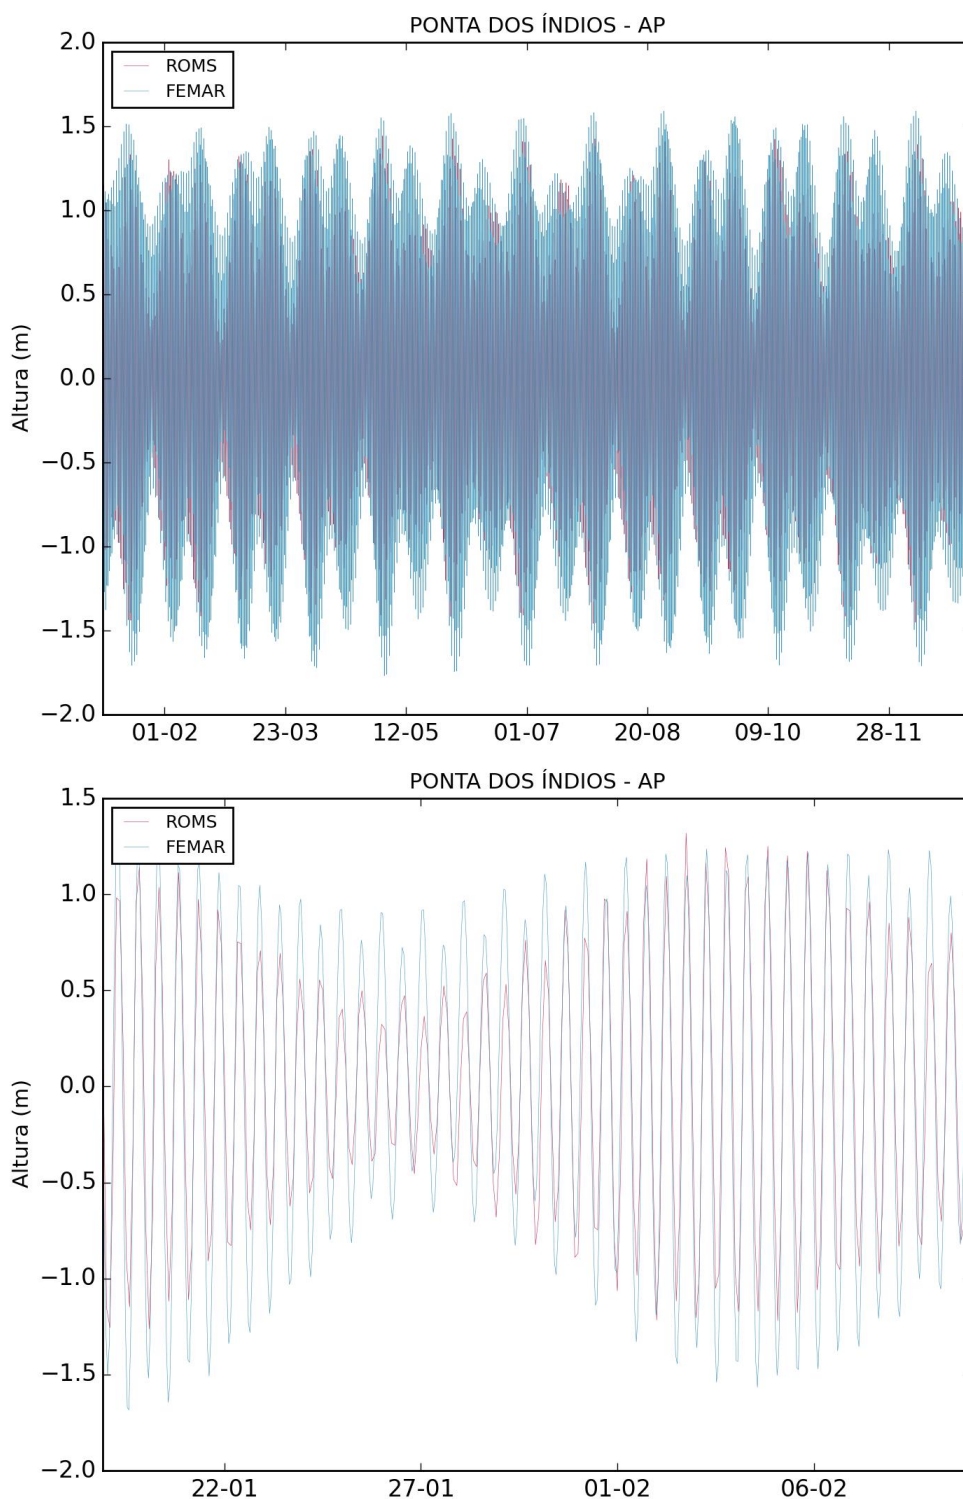 PONTA DOS ÍNDIOS - AP
2.0
ROMS
FEMAR
1.5
1.0
0.5
0.0
Altura (m)
−0.5
−1.0
−1.5
−2.0
01-02 23-03 12-05 01-07 20-08 09-10 28-11
PONTA DOS ÍNDIOS - AP
1.5
ROMS
FEMAR
1.0
0.5
0.0
Altura (m)
−0.5
−1.0
−1.5
−2.0
22-01 27-01 01-02 06-02